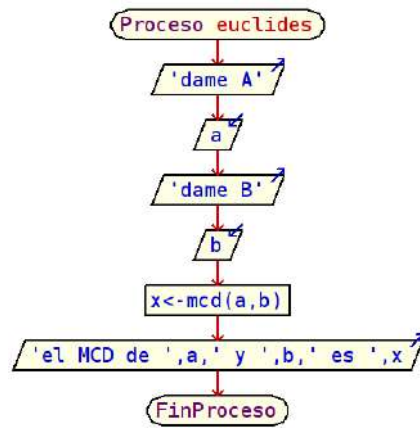 Proceso euclides
'dame A'
a
'dame B'
b
x<-mcd(a,b)
'el MCD de ',a,' y ',b,' es ',x
FinProceso